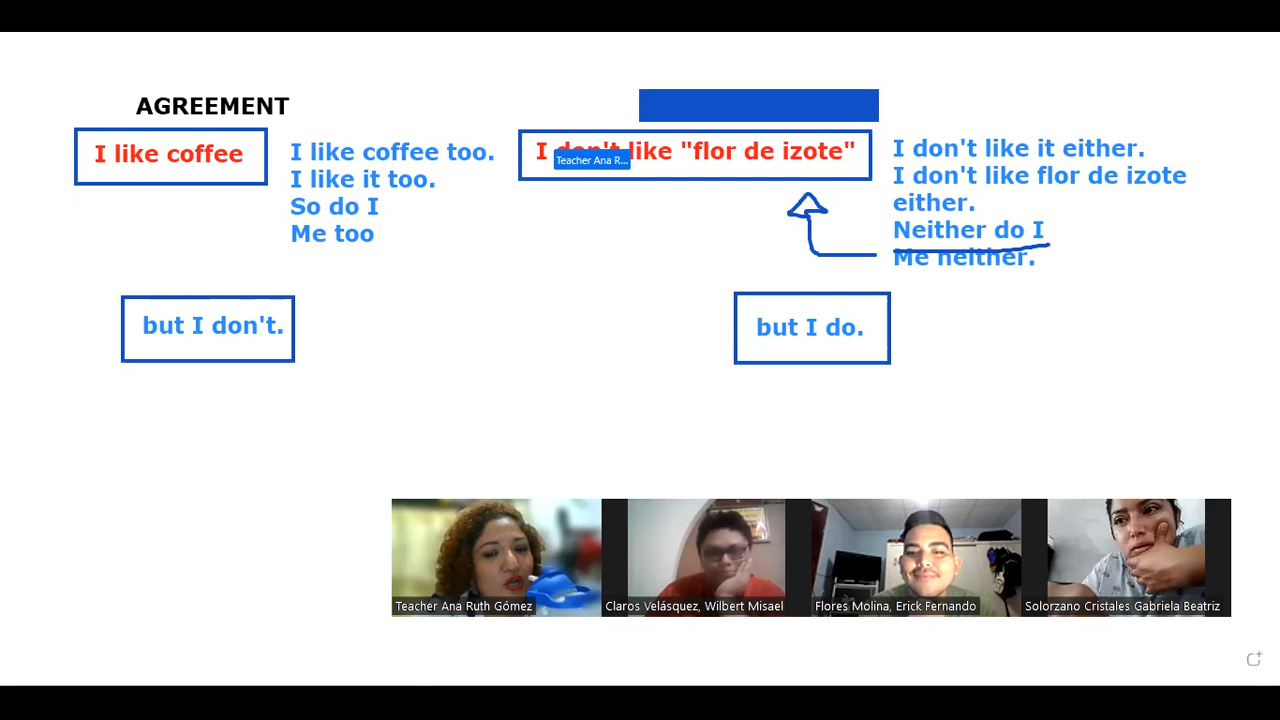 AGREEMENT
I like coffee
I like coffee too.
I like it too.
So do I
Me too
I don't like "flor de izote"
Teacher Ana R...
I don't like it either.
I don't like flor de izote
either.
Neither do I
Me neither.
but I don't.
but I do.
Teacher Ana Ruth Gómez
Claros Velásquez, Wilbert Misael
Flores Molina, Erick Fernando
Solorzano Cristales Gabriela Beatriz